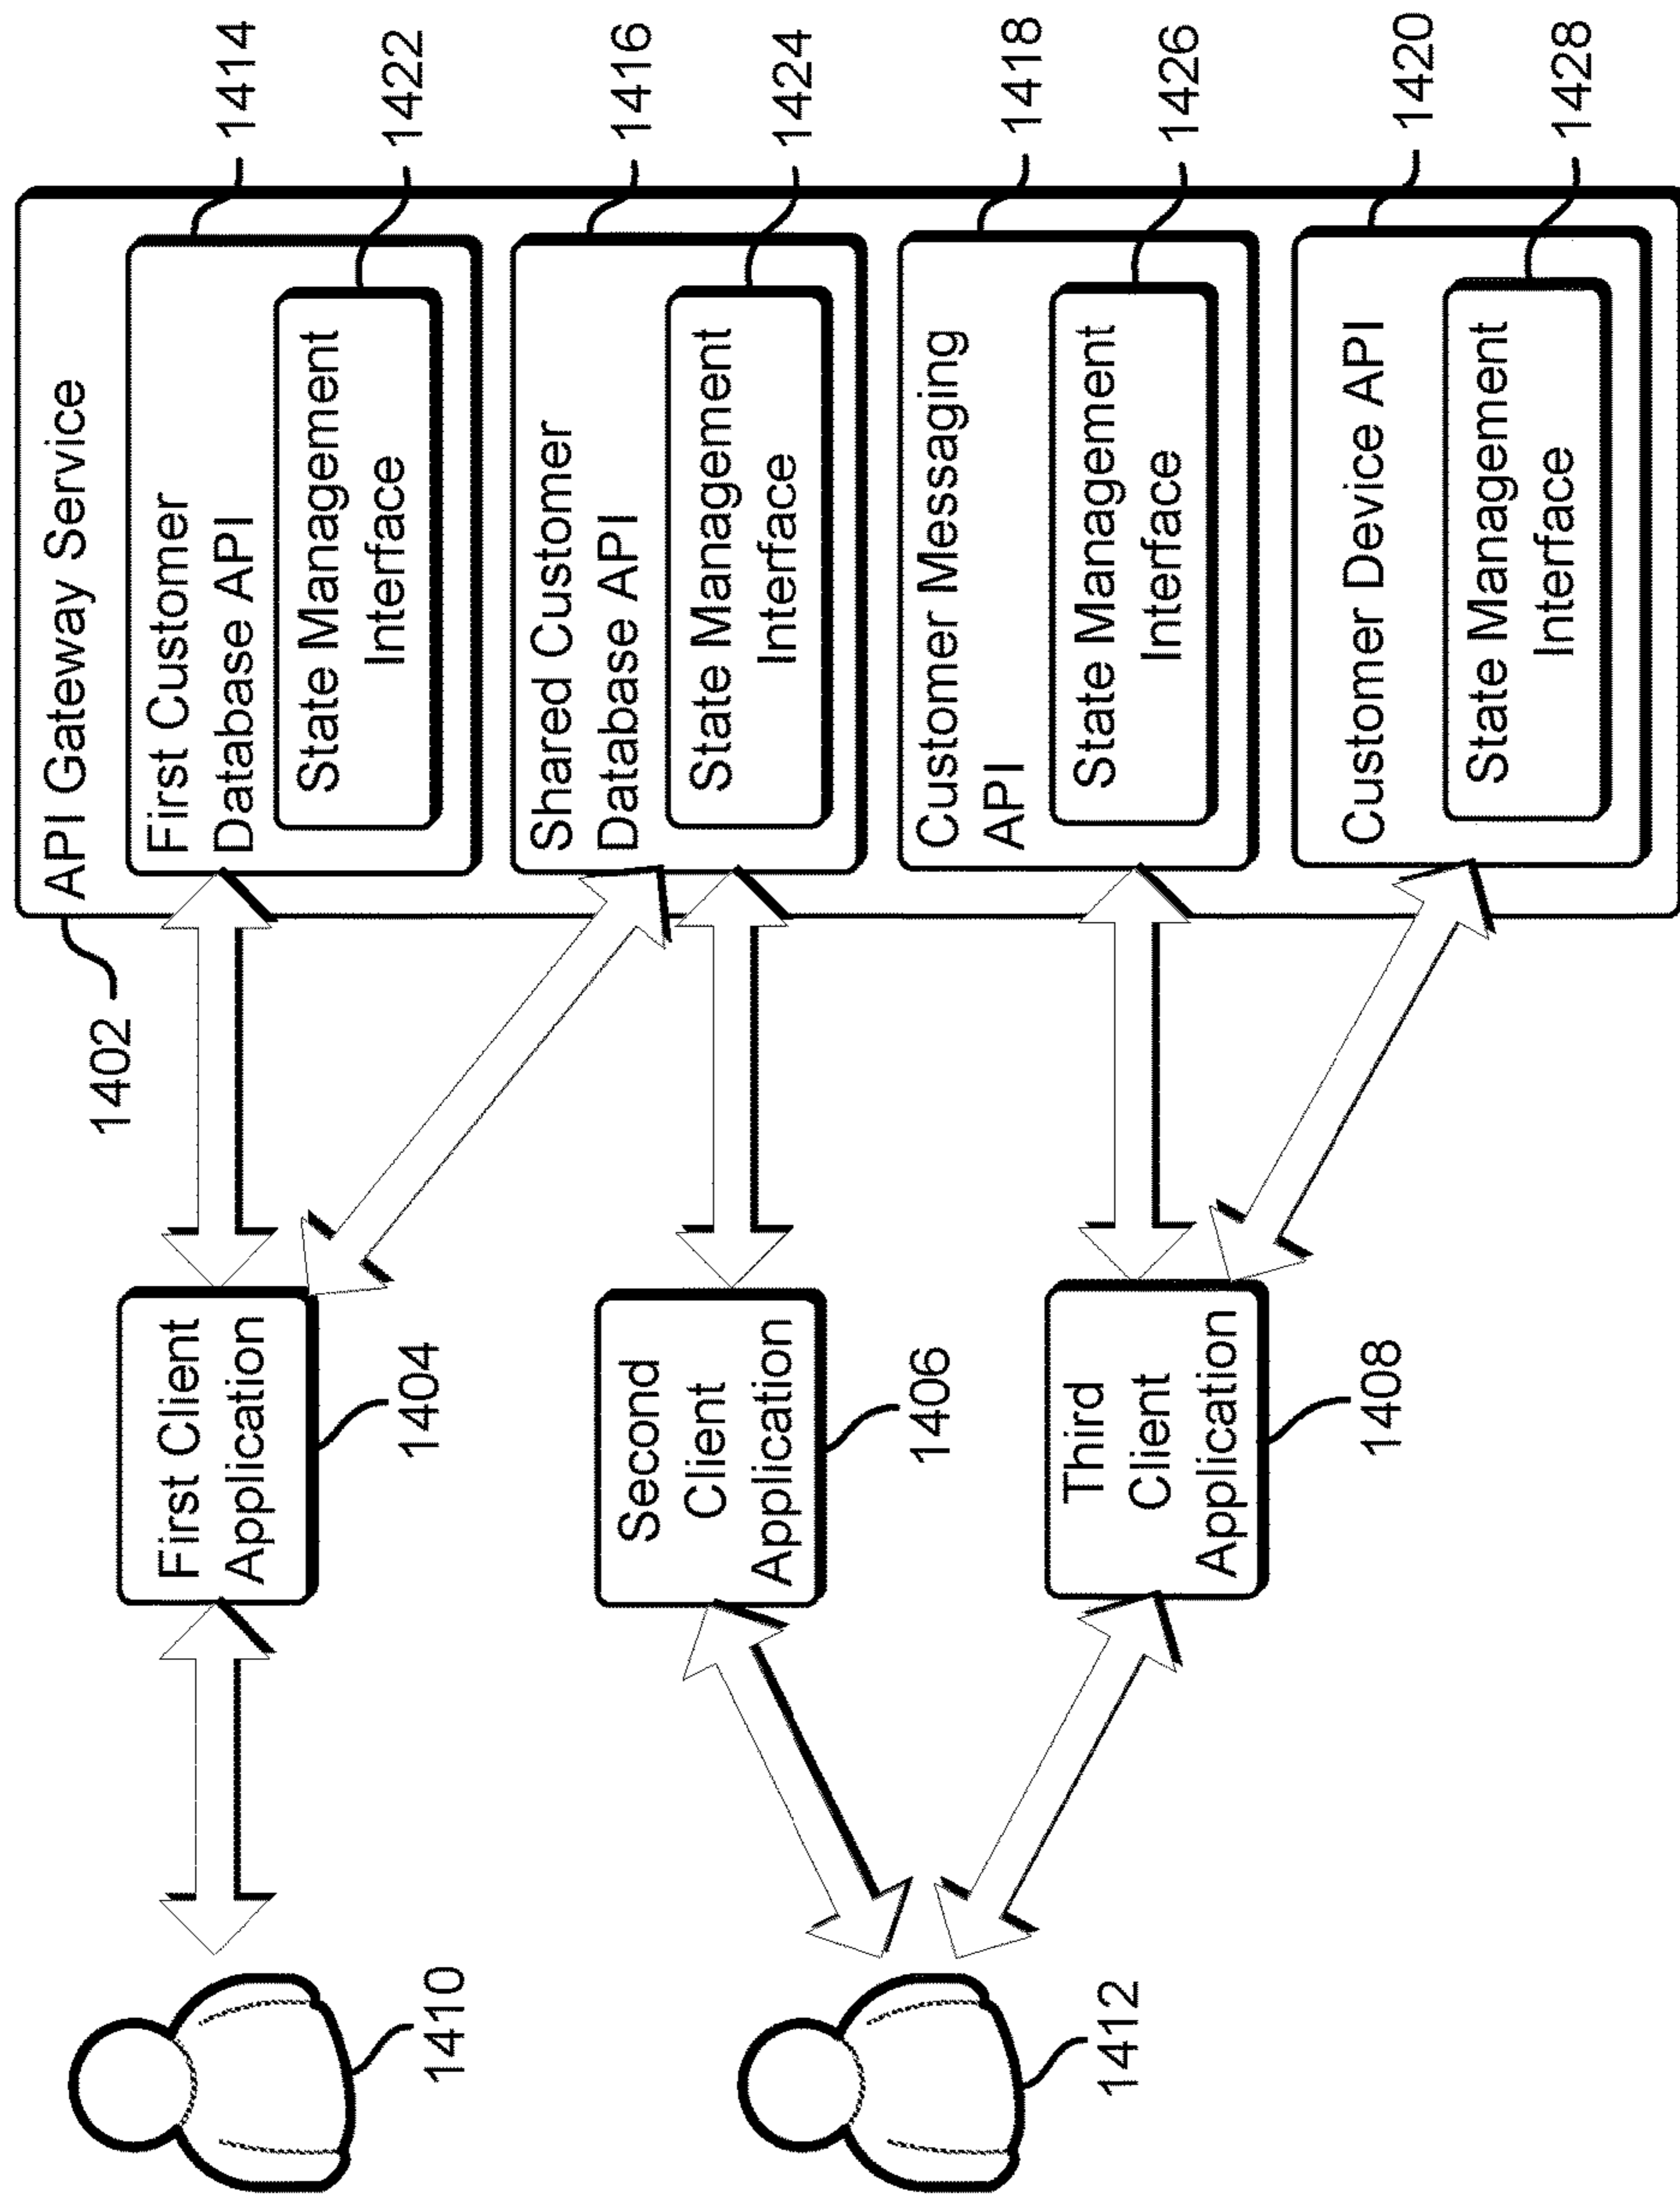 API Gateway Service
1402
First Customer
Database API
1414
State Management
Interface
1422
Shared Customer
Database API
1416
State Management
Interface
1424
Customer Messaging
API
1418
State Management
Interface
1426
Customer Device API
1420
State Management
Interface
1428
First Client
Application
1404
Second
Client
Application
1406
Third
Client
Application
1408
1410
1412